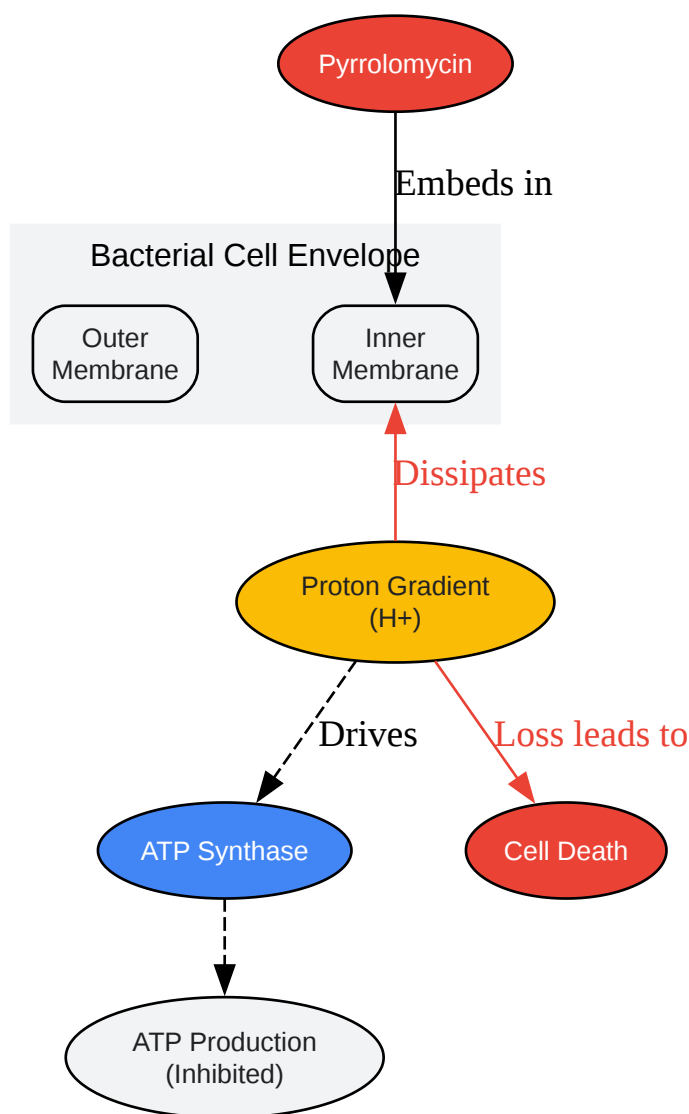 Pyrrolomycin
Embeds in
Bacterial Cell Envelope
Outer
Membrane
Inner
Membrane
Dissipates
Proton Gradient
(H+)
Drives
Loss leads to
ATP Synthase
Cell Death
ATP Production
(Inhibited)